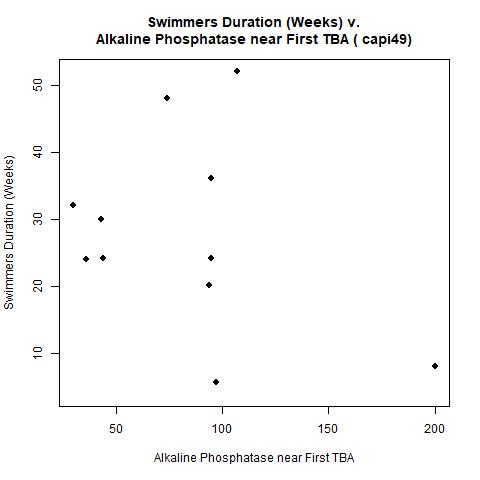 Swimmers Duration (Weeks) v.
Alkaline Phosphatase near First TBA ( capi49)
Swimmers Duration (Weeks)
50
40
30
20
10
50
100
150
200
Alkaline Phosphatase near First TBA